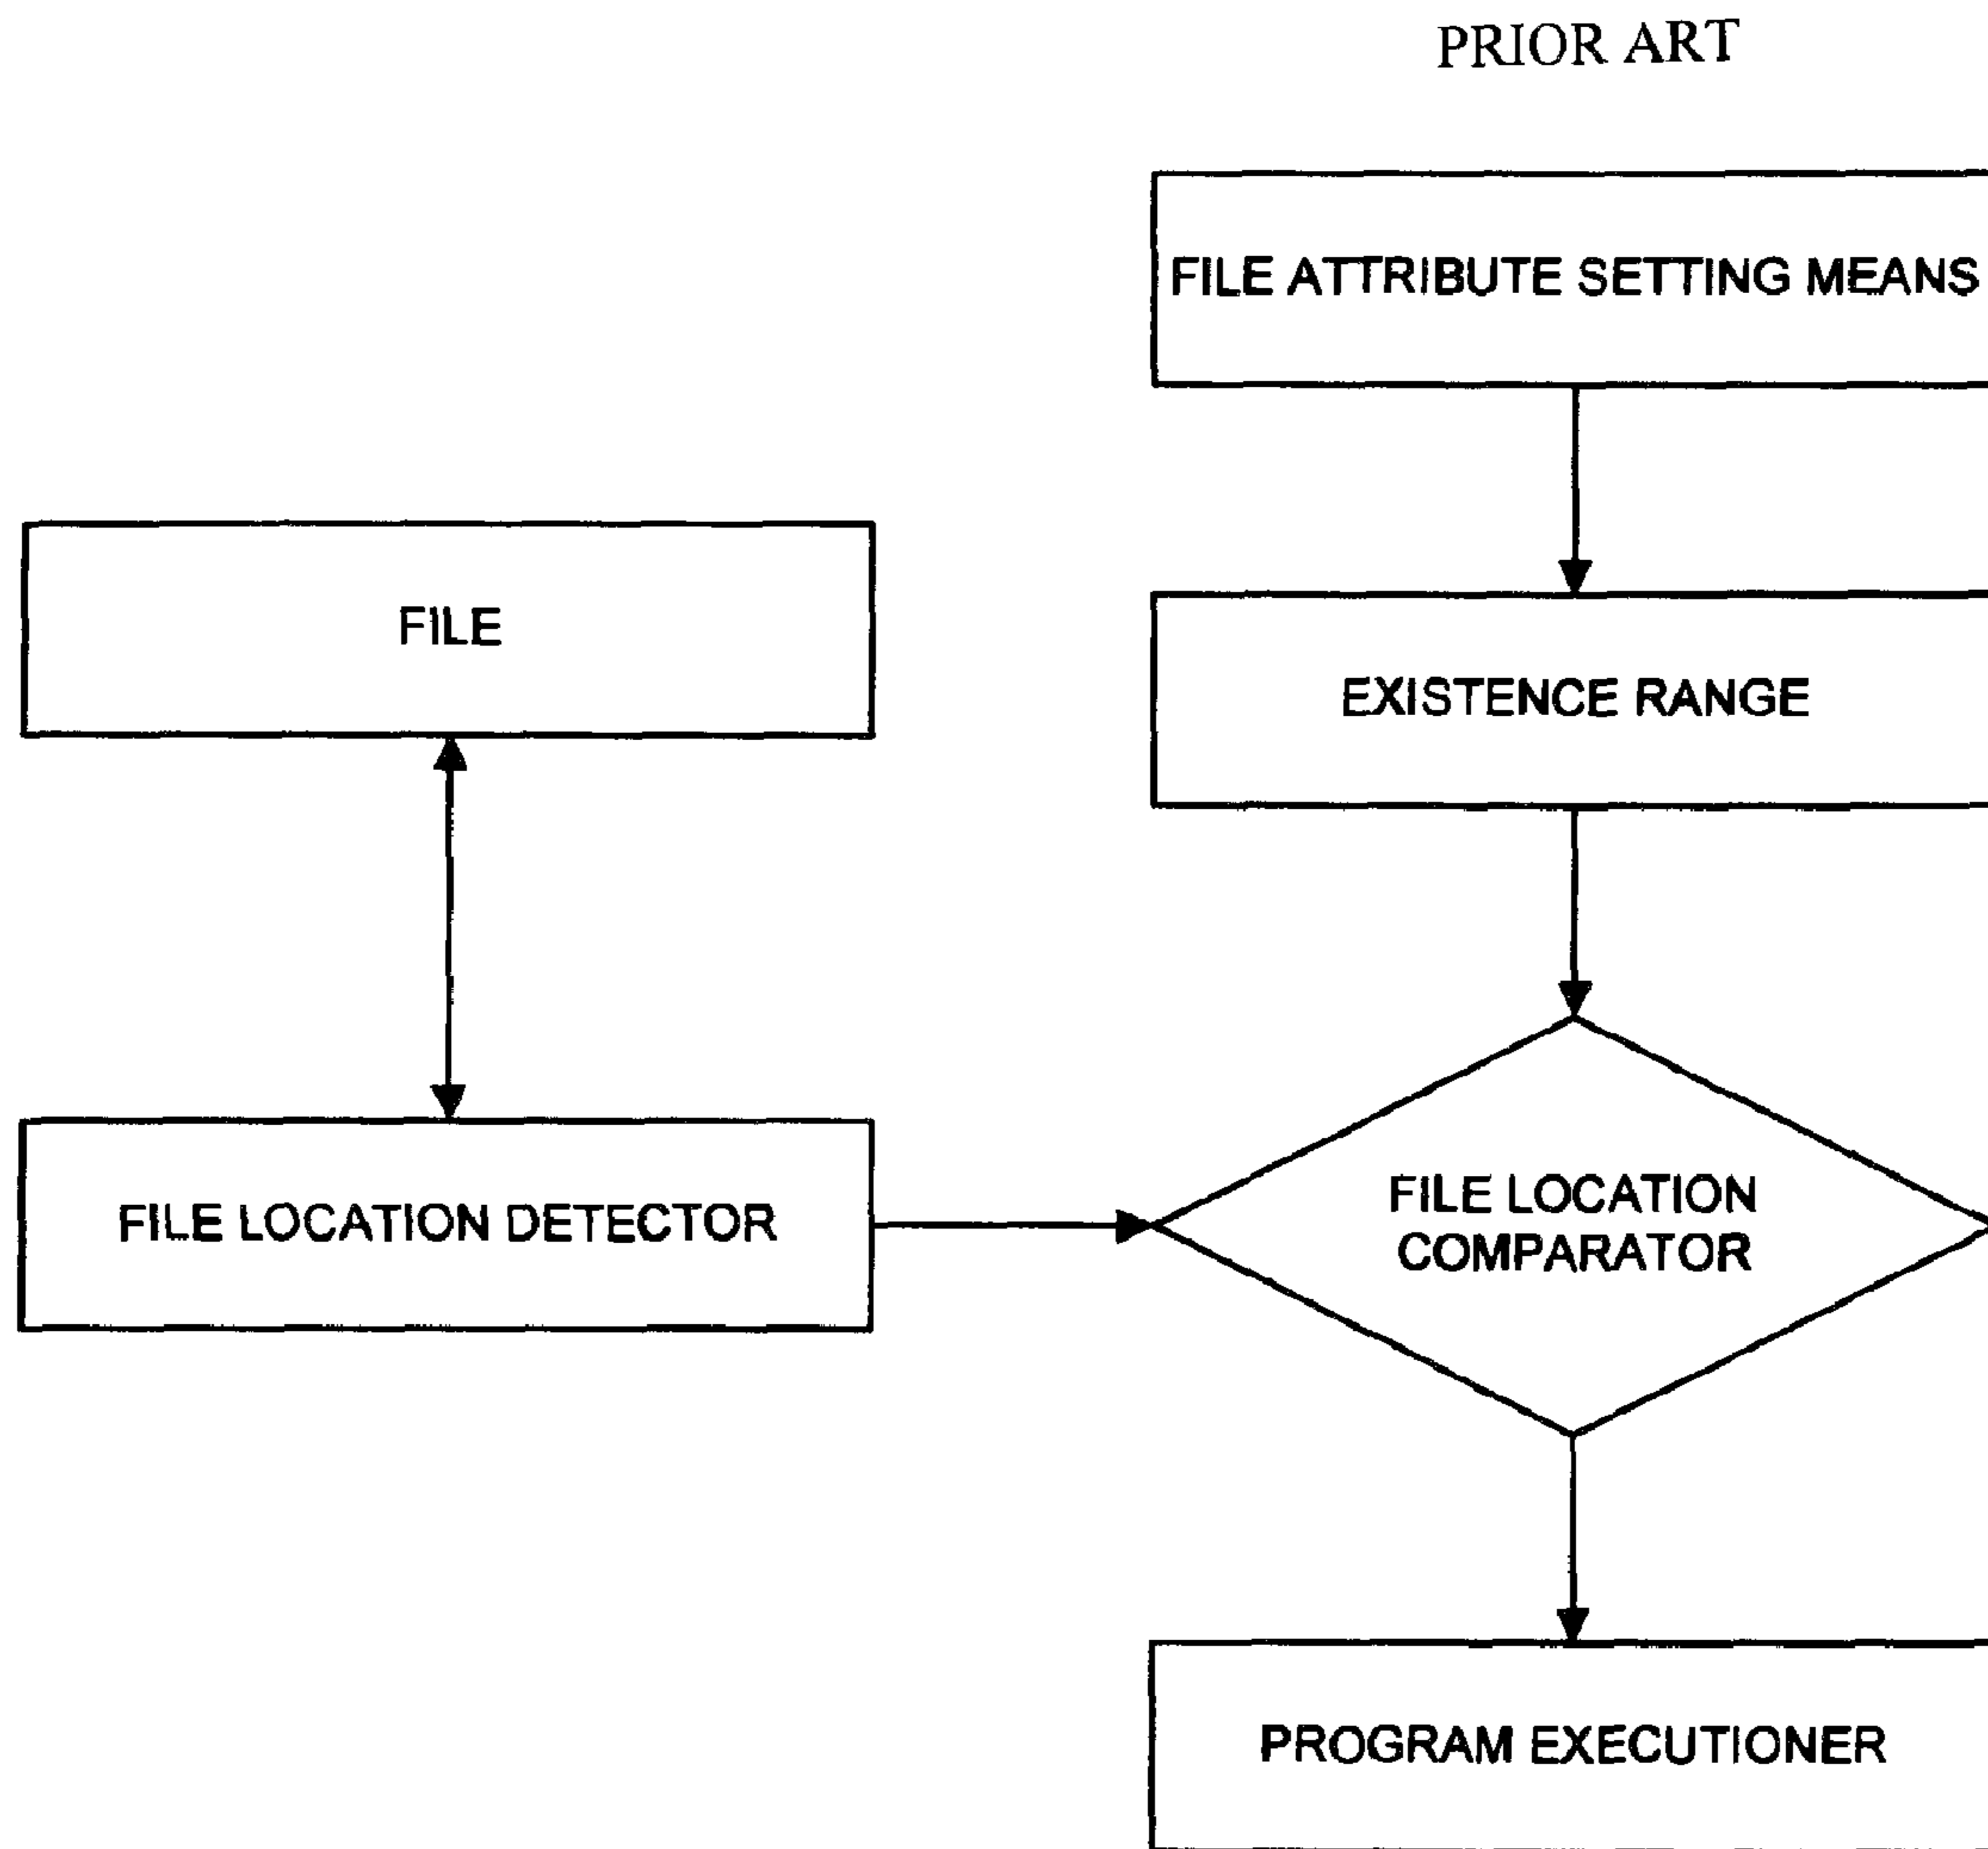 PRIOR ART
FILE ATTRIBUTE SETTING MEANS
FILE
EXISTENCE RANGE
FILE LOCATION DETECTOR
FILE LOCATION
COMPARATOR
PROGRAM EXECUTIONER